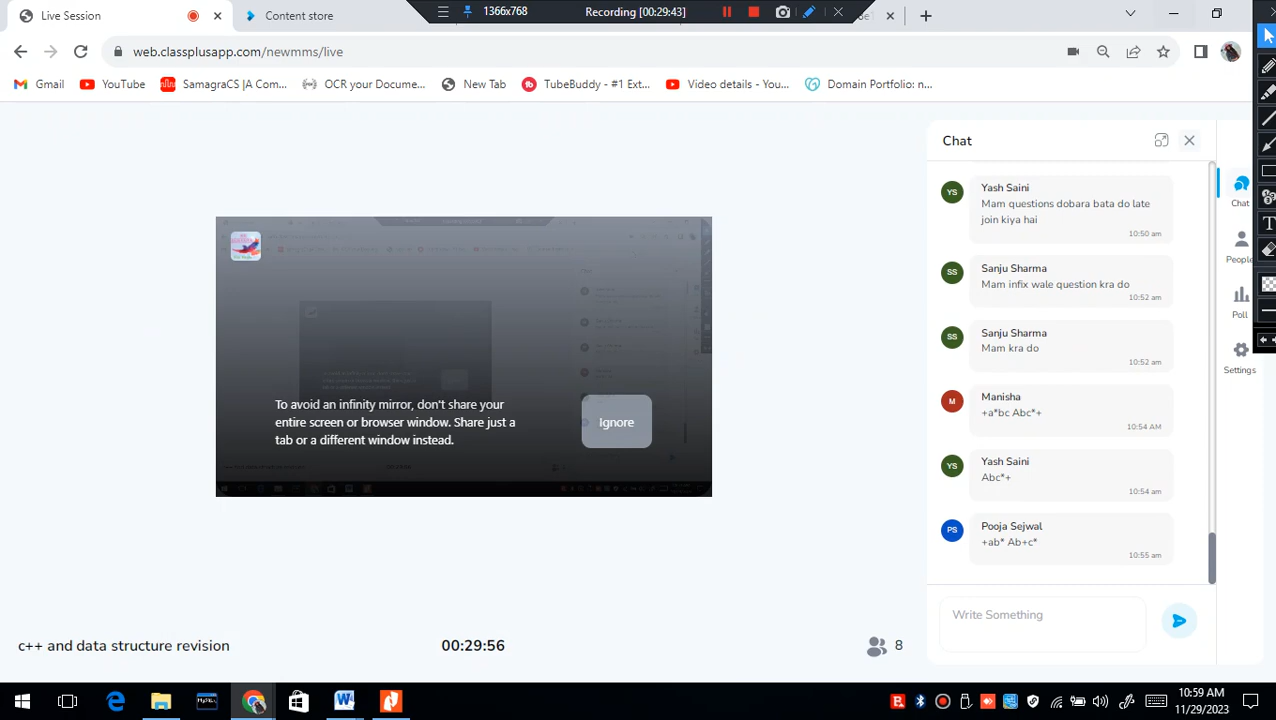 Live Session
Content store
1366x768
Recording [00:29:43]
web.classplusapp.com/newmms/live
Gmail
YouTube
SamagraCS |A Com...
OCR your Docume...
New Tab
TubeBuddy - #1 Ext...
Video details - You...
Domain Portfolio: n...
Chat
YS
Yash Saini
Mam questions dobara bata do late
join kiya hai
10:50 am
SS
Sanju Sharma
Mam infix wale question kra do
10:52 am
SS
Sanju Sharma
Mam kra do
10:52 am
M
Manisha
+a*bc Abc*+
10:54 AM
YS
Yash Saini
Abc*+
10:54 am
PS
Pooja Sejwal
+ab* Ab+c*
10:55 am
Write Something
Chat
People
Poll
Settings
To avoid an infinity mirror, don't share your
entire screen or browser window. Share just a
tab or a different window instead.
Ignore
c++ and data structure revision
00:29:56
8
10:59 AM
11/29/2023